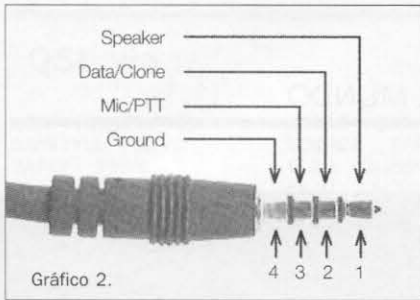 Speaker
Data/Clone
Mic/PTT
Ground
4 3 2 1
Gráfico 2.